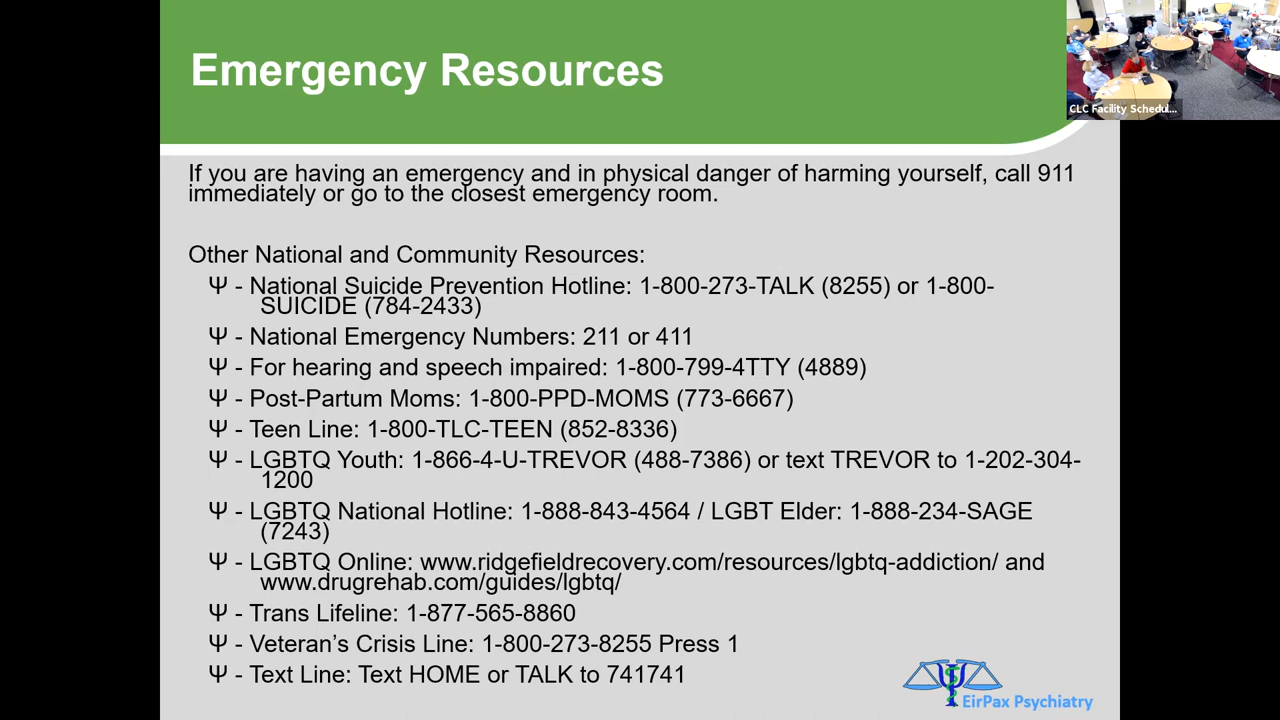 Emergency Resources
CLC Facility Schedul...
If you are having an emergency and in physical danger of harming yourself, call 911
immediately or go to the closest emergency room.
Other National and Community Resources:
Ψ - National Suicide Prevention Hotline: 1-800-273-TALK (8255) or 1-800-
SUICIDE (784-2433)
Ψ - National Emergency Numbers: 211 or 411
Ψ - For hearing and speech impaired: 1-800-799-4TTY (4889)
Ψ - Post-Partum Moms: 1-800-PPD-MOMS (773-6667)
Ψ - Teen Line: 1-800-TLC-TEEN (852-8336)
Ψ - LGBTQ Youth: 1-866-4-U-TREVOR (488-7386) or text TREVOR to 1-202-304-
1200
Ψ - LGBTQ National Hotline: 1-888-843-4564 / LGBT Elder: 1-888-234-SAGE
(7243)
Ψ - LGBTQ Online: www.ridgefieldrecovery.com/resources/lgbtq-addiction/ and
www.drugrehab.com/guides/lgbtq/
Ψ - Trans Lifeline: 1-877-565-8860
Ψ - Veteran’s Crisis Line: 1-800-273-8255 Press 1
Ψ - Text Line: Text HOME or TALK to 741741
EirPax Psychiatry